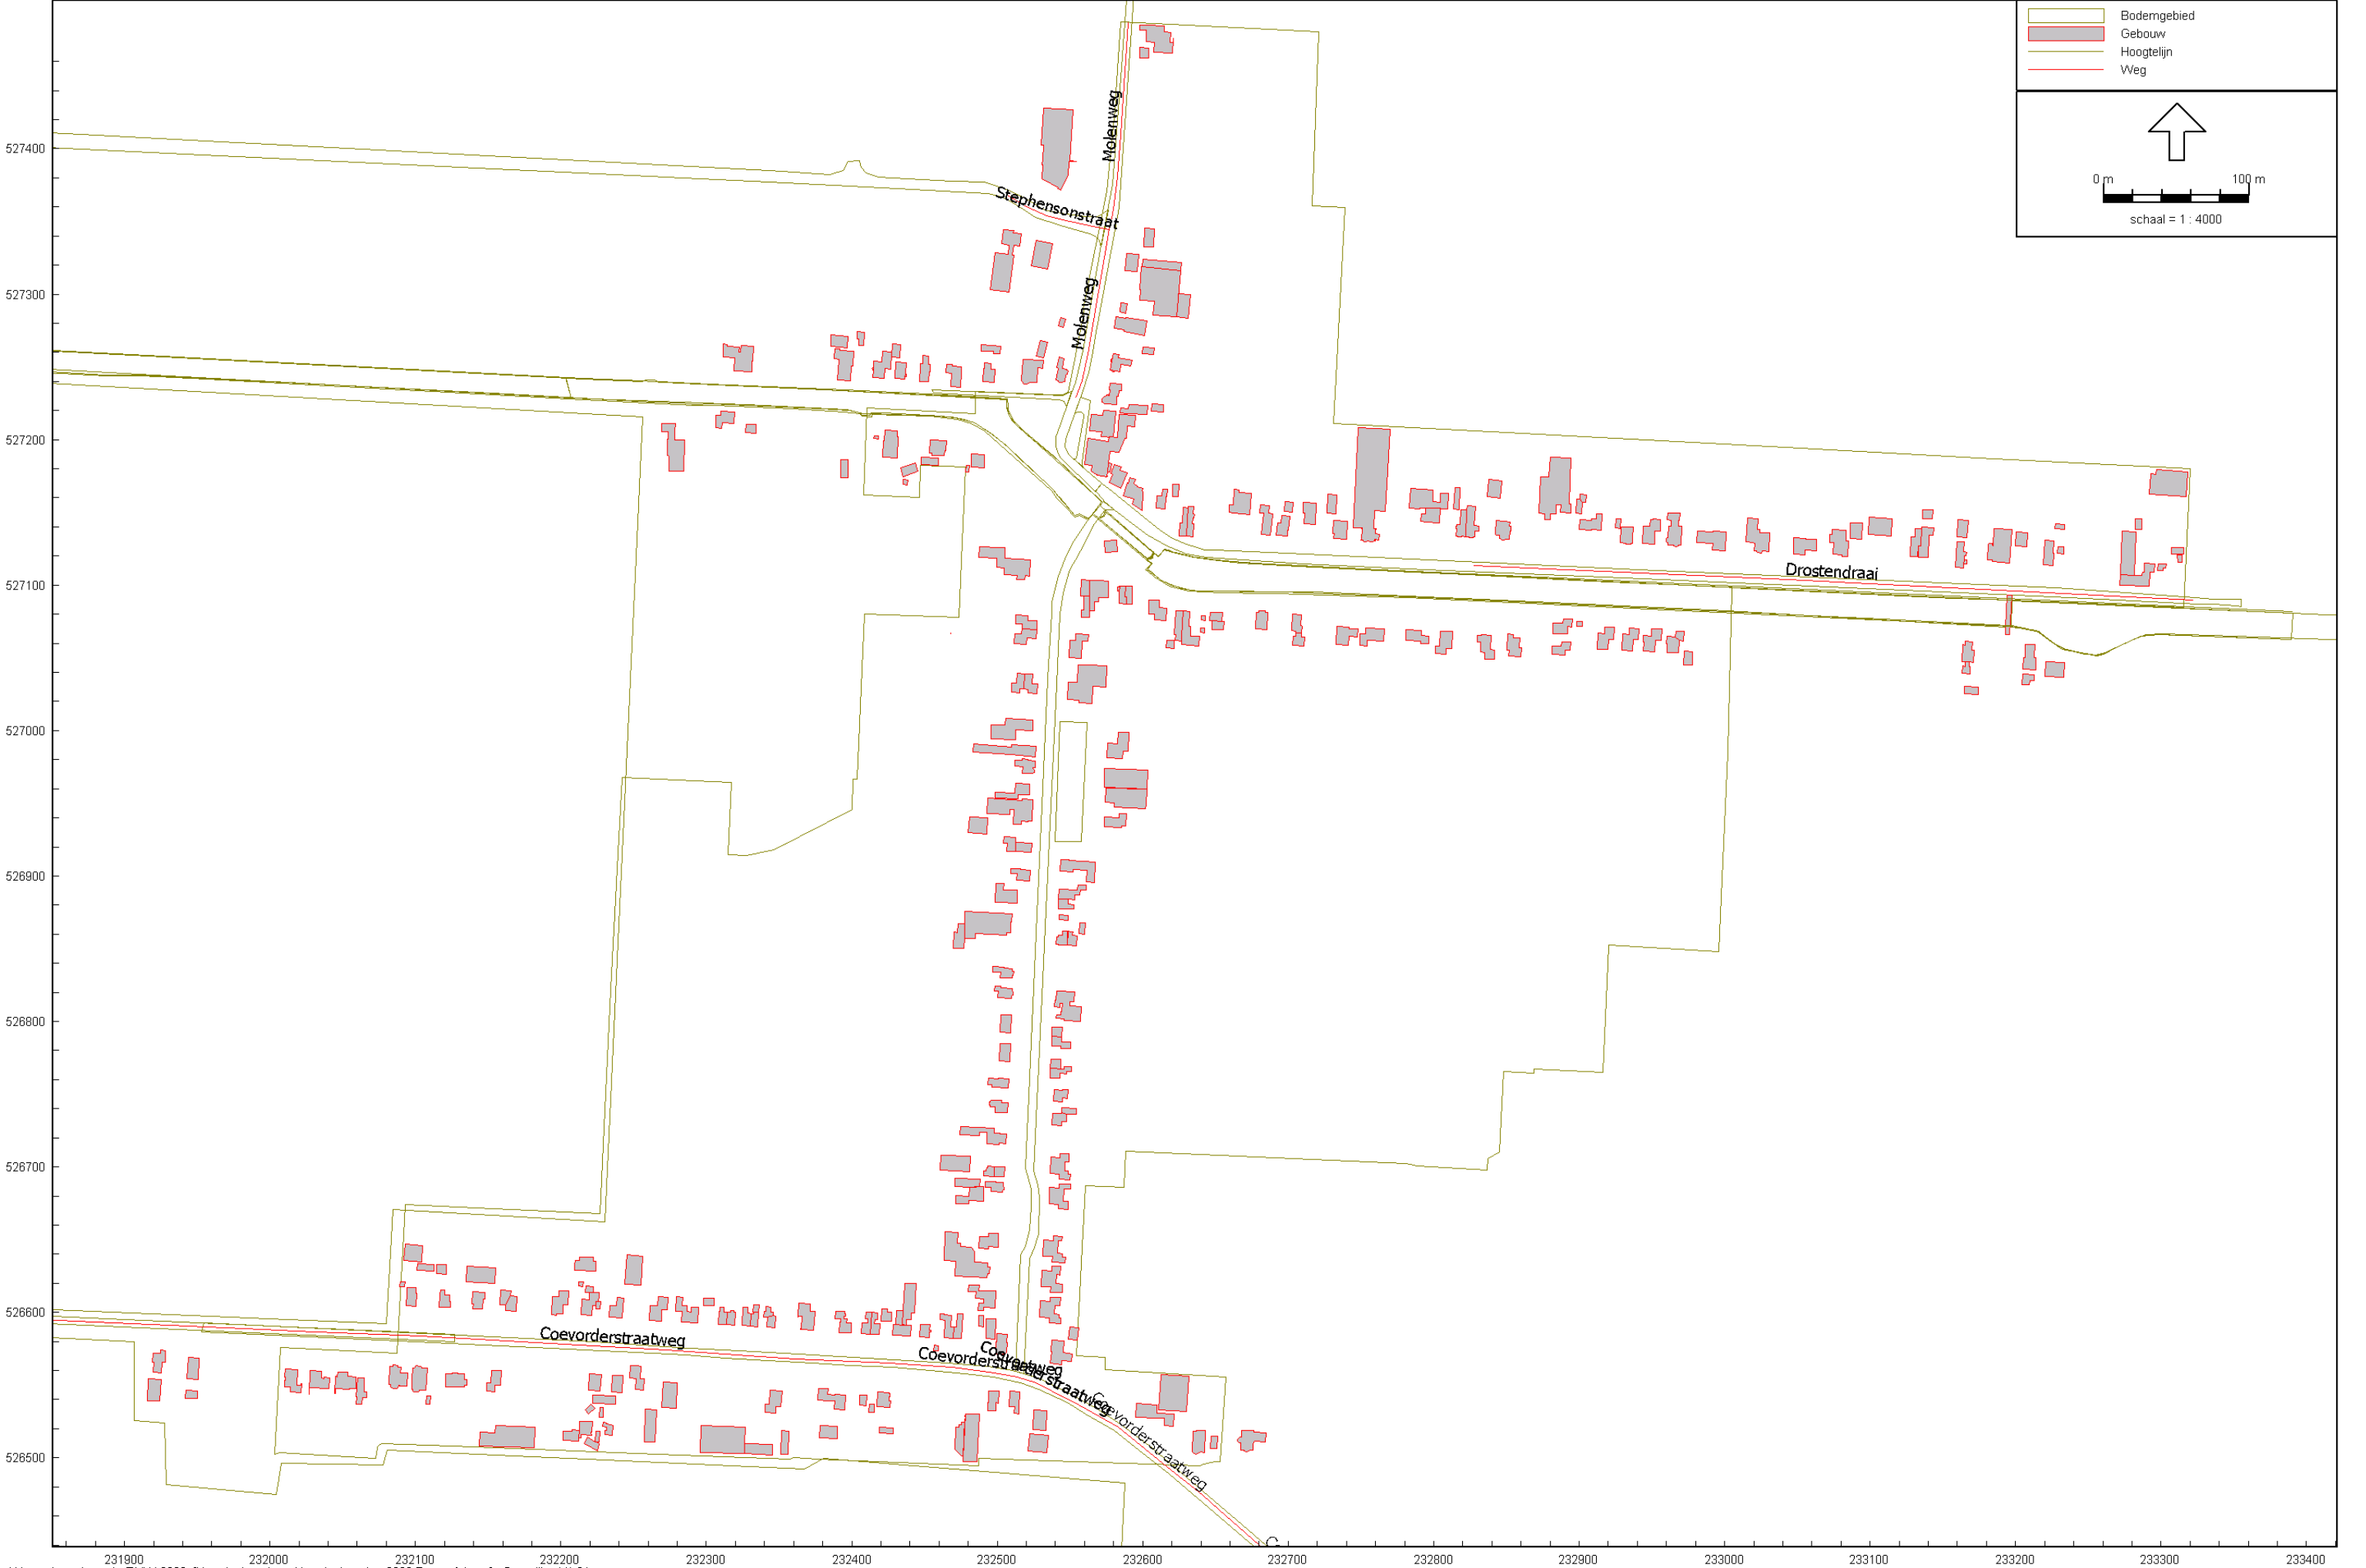 Bodemgebied
Gebouw
Hoogtelijn
Weg
0 m 100 m
schaal = 1 : 4000
Molenweg
Stephensonstraat
Molenweg
Drostendraai
Coevorderstraatweg
Coevorderstraatweg
Coevorderstraatweg
527400
527300
527200
527100
527000
526900
526800
526700
526600
526500
231900 232000 232100 232200 232300 232400 232500 232600 232700 232800 232900 233000 233100 233200 233300 233400